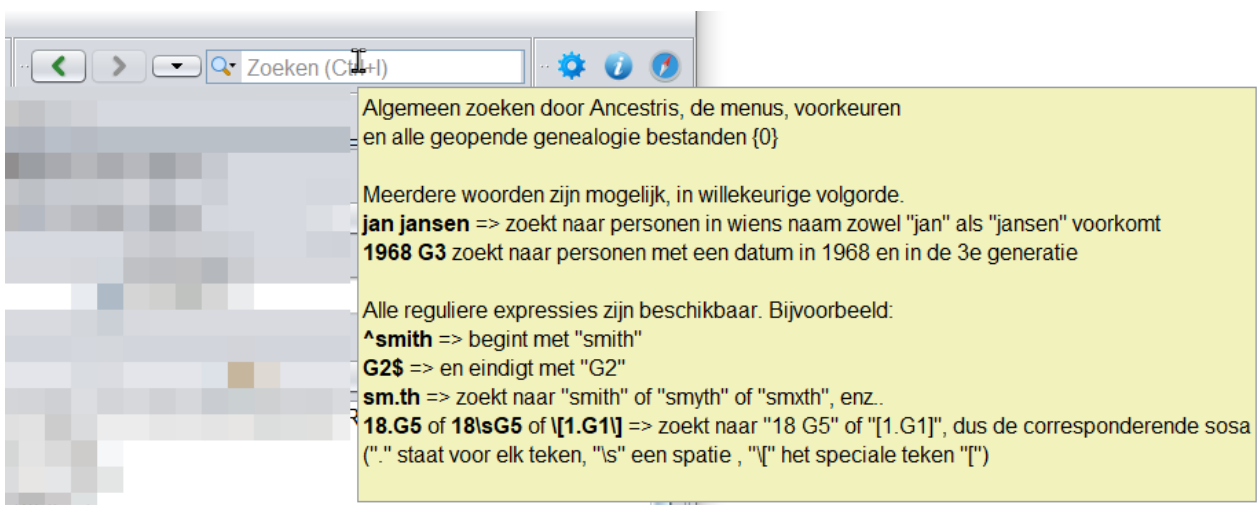 Zoeken (Ctrl+I)
Algemeen zoeken door Ancestris, de menus, voorkeuren
en alle geopende genealogie bestanden {0}
Meerdere woorden zijn mogelijk, in willekeurige volgorde.
jan jansen => zoekt naar personen in wiens naam zowel "jan" als "jansen" voorkomt
1968 G3 zoekt naar personen met een datum in 1968 en in de 3e generatie
Alle reguliere expressies zijn beschikbaar. Bijvoorbeeld:
^smith => begint met "smith"
G2$ => en eindigt met "G2"
sm.th => zoekt naar "smith" of "smyth" of "smxth", enz..
18.G5 of 18\sG5 of \[1.G1\] => zoekt naar "18 G5" of "[1.G1]", dus de corresponderende sosa
("." staat voor elk teken, "\s" een spatie , "\[" het speciale teken "[")